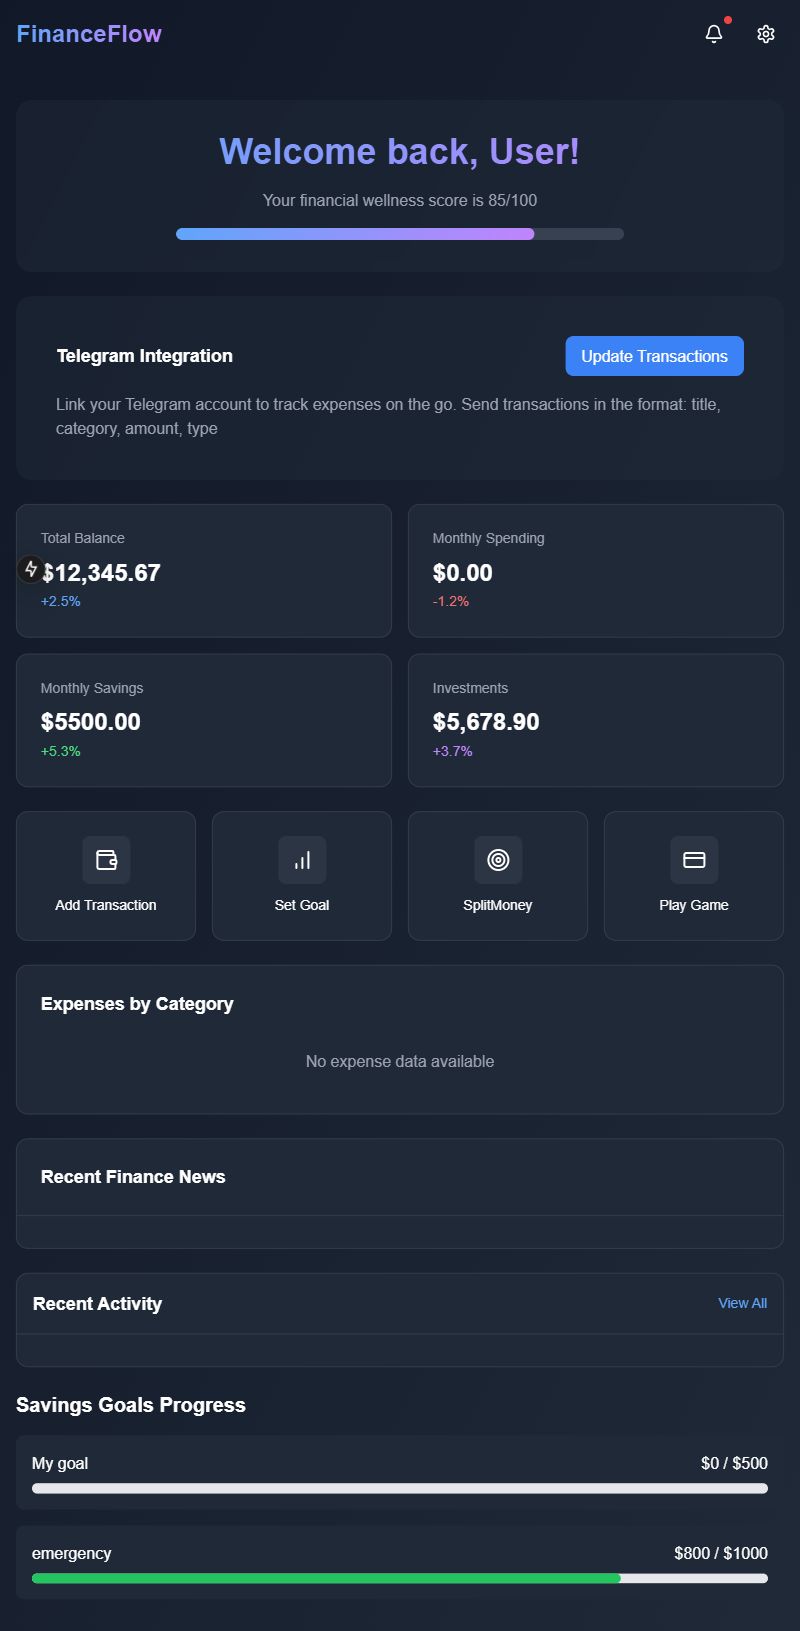 FinanceFlow
Welcome back, User!
Your financial wellness score is 85/100
Telegram Integration
Update Transactions
Link your Telegram account to track expenses on the go. Send transactions in the format: title,
category, amount, type
Total Balance
$12,345.67
+2.5%
Monthly Spending
$0.00
-1.2%
Monthly Savings
$5500.00
+5.3%
Investments
$5,678.90
+3.7%
Add Transaction
Set Goal
SplitMoney
Play Game
Expenses by Category
No expense data available
Recent Finance News
Recent Activity
View All
Savings Goals Progress
My goal
$0 / $500
emergency
$800 / $1000